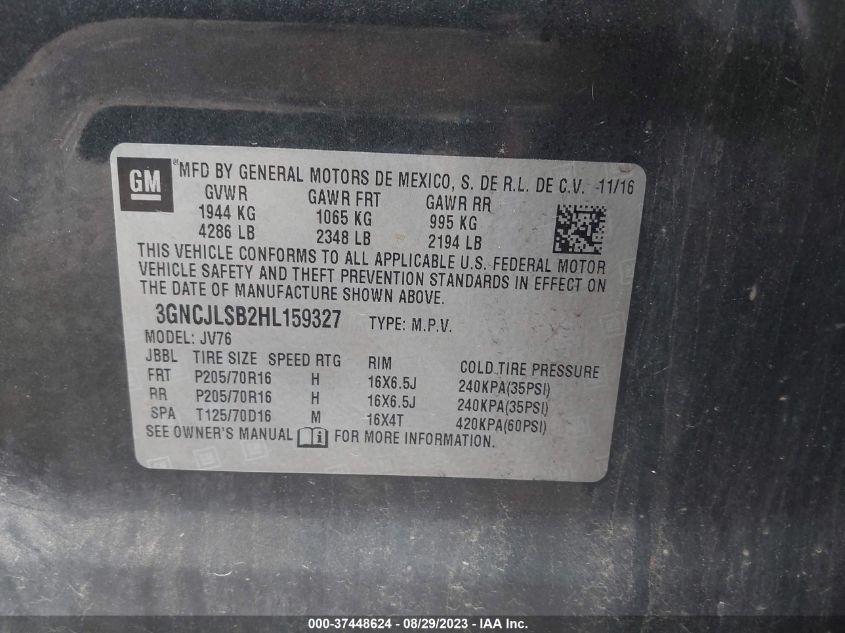 GM
MFD BY GENERAL MOTORS DE MEXICO, S. DE R.L. DE C.V. 11/16
GVWR GAWR FRT GAWR RR
1944 KG 1065 KG 995 KG
4286 LB 2348 LB 2194 LB
THIS VEHICLE CONFORMS TO ALL APPLICABLE U.S. FEDERAL MOTOR
VEHICLE SAFETY AND THEFT PREVENTION STANDARDS IN EFFECT ON
THE DATE OF MANUFACTURE SHOWN ABOVE.
3GNCJLSB2HL159327 TYPE: M.P.V.
MODEL: JV76
JBBL TIRE SIZE SPEED RTG RIM COLD TIRE PRESSURE
FRT P205/70R16 H 16X6.5J 240KPA(35PSI)
RR P205/70R16 H 16X6.5J 240KPA(35PSI)
SPA T125/70D16 M 16X4T 420KPA(60PSI)
SEE OWNER'S MANUAL i FOR MORE INFORMATION.
000-37448624 - 08/29/2023 - IAA Inc.